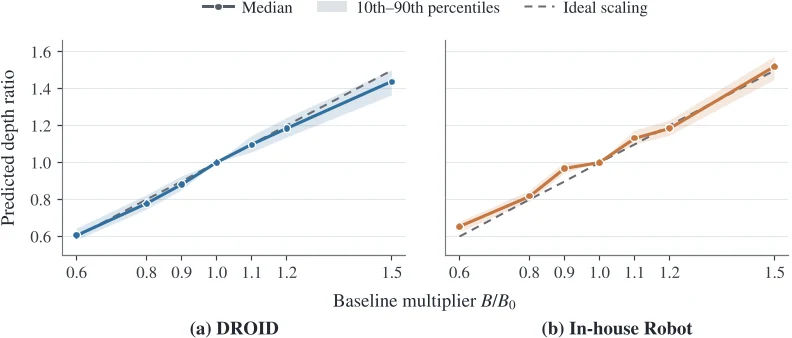 Median 10th–90th percentiles Ideal scaling
Predicted depth ratio
1.6
1.4
1.2
1.0
0.8
0.6
0.6 0.8 0.9 1.0 1.1 1.2 1.5
0.6 0.8 0.9 1.0 1.1 1.2 1.5
Baseline multiplier B/B₀
(a) DROID
(b) In-house Robot